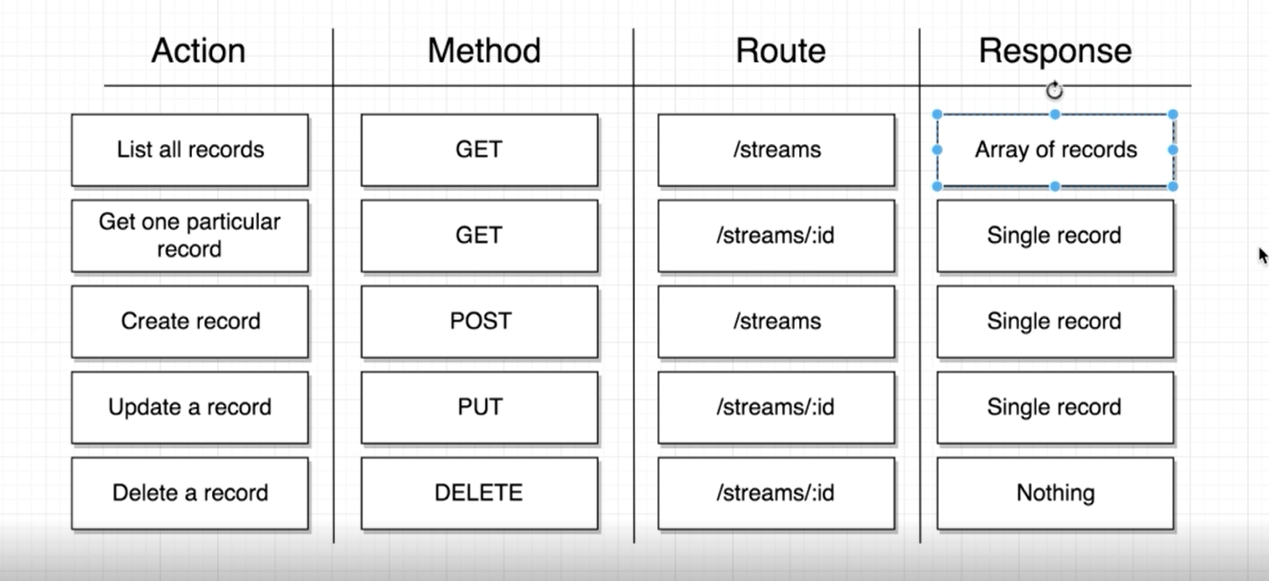 Action Method Route Response
List all records GET /streams Array of records
Get one particular
record GET /streams/:id Single record
Create record POST /streams Single record
Update a record PUT /streams/:id Single record
Delete a record DELETE /streams/:id Nothing